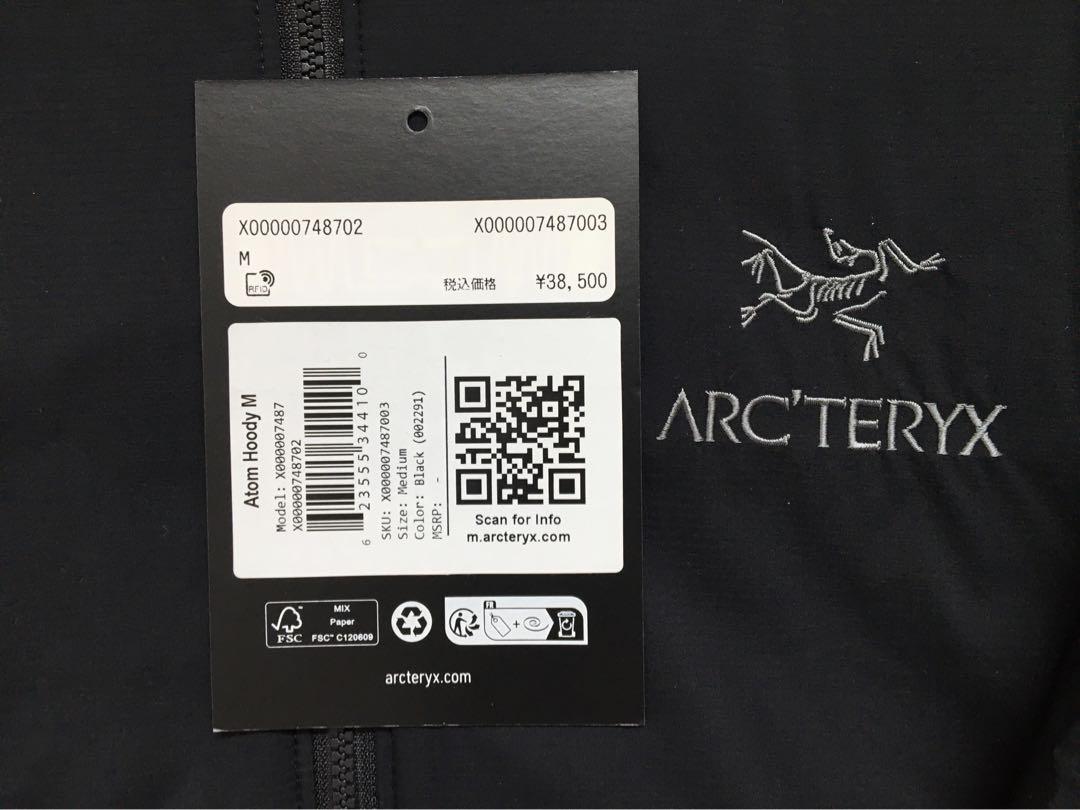 X00000748702
X000007487003
M
RFID
税込価格
¥38,500
Atom Hoody M
Model: X000007487
X00000748702
6 23555 34410 0
SKU: X000007487003
Size: Medium
Color: Black (002291)
MSRP: -
Scan for Info
m.arcteryx.com
FSC
MIX
Paper
FSC™ C120609
FR
+
arcteryx.com
ARC'TERYX